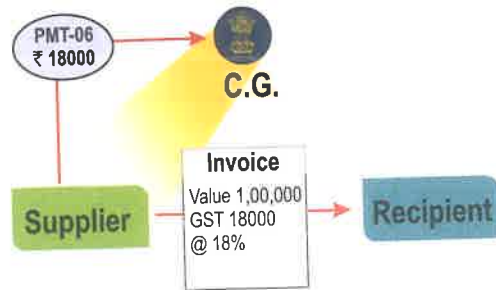 PMT-06
₹ 18000
C.G.
Invoice
Value 1,00,000
GST 18000
@ 18%
Supplier
Recipient